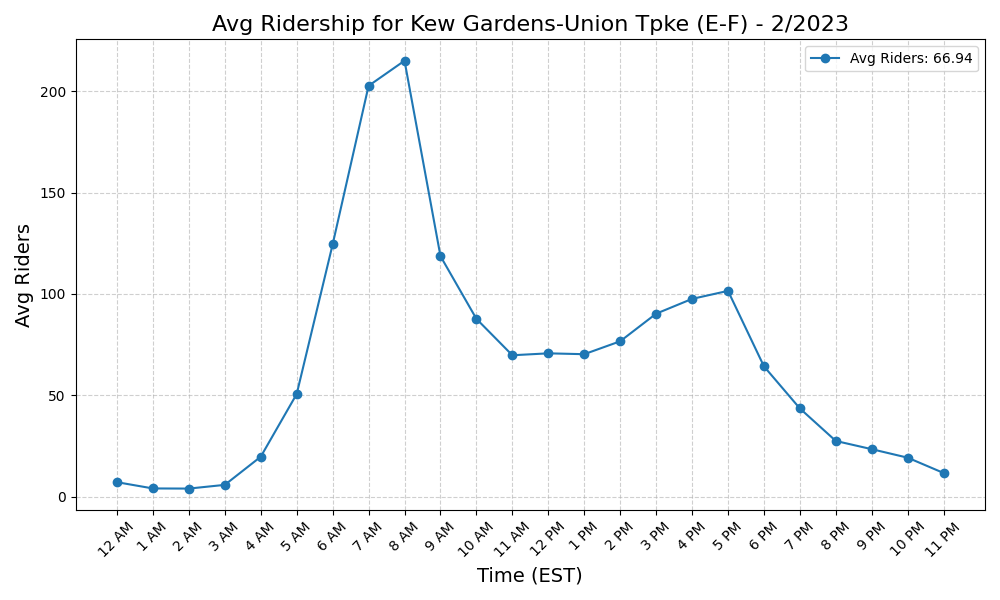 Avg Ridership for Kew Gardens-Union Tpke (E-F) - 2/2023
Avg Riders: 66.94
Avg Riders
200
150
100
50
0
12 AM
1 AM
2 AM
3 AM
4 AM
5 AM
6 AM
7 AM
8 AM
9 AM
10 AM
11 AM
12 PM
1 PM
2 PM
3 PM
4 PM
5 PM
6 PM
7 PM
8 PM
9 PM
10 PM
11 PM
Time (EST)